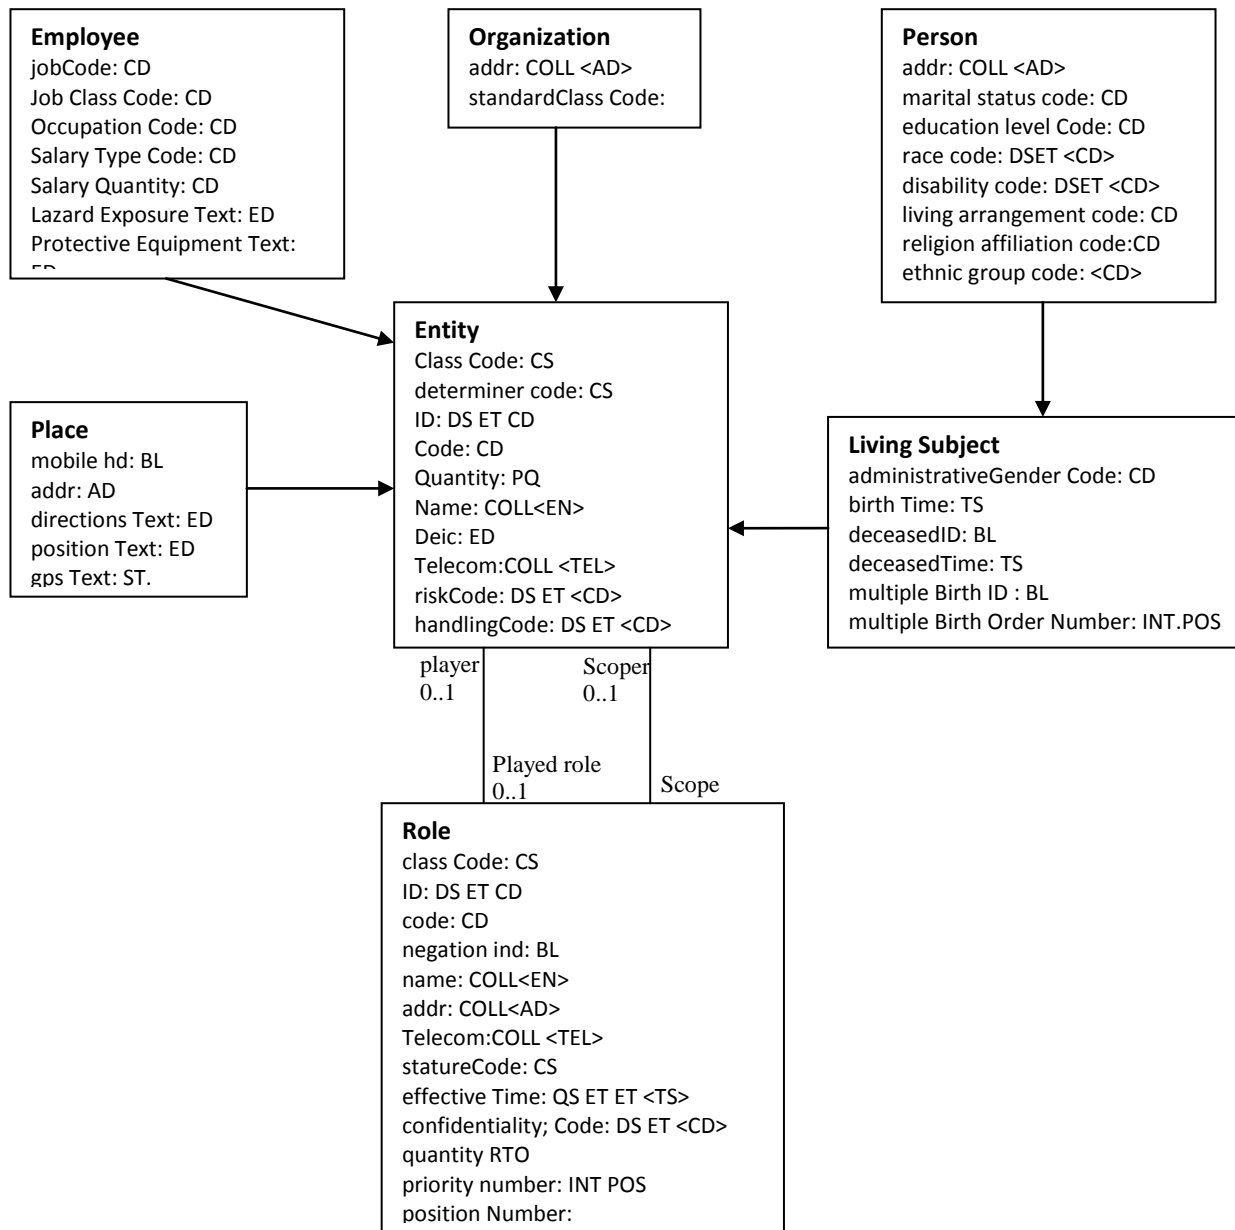 Employee
jobCode: CD
Job Class Code: CD
Occupation Code: CD
Salary Type Code: CD
Salary Quantity: CD
Lazard Exposure Text: ED
Protective Equipment Text:
ED
Organization
addr: COLL <AD>
standardClass Code:
Person
addr: COLL <AD>
marital status code: CD
education level Code: CD
race code: DSET <CD>
disability code: DSET <CD>
living arrangement code: CD
religion affiliation code:CD
ethnic group code: <CD>
Entity
Class Code: CS
determiner code: CS
ID: DS ET CD
Code: CD
Quantity: PQ
Name: COLL<EN>
Deic: ED
Telecom:COLL <TEL>
riskCode: DS ET <CD>
handlingCode: DS ET <CD>
Place
mobile hd: BL
addr: AD
directions Text: ED
position Text: ED
gps Text: ST.
Living Subject
administrativeGender Code: CD
birth Time: TS
deceasedID: BL
deceasedTime: TS
multiple Birth ID : BL
multiple Birth Order Number: INT.POS
player
0..1
Scoper
0..1
Played role
0..1
Scope
Role
class Code: CS
ID: DS ET CD
code: CD
negation ind: BL
name: COLL<EN>
addr: COLL<AD>
Telecom:COLL <TEL>
statureCode: CS
effective Time: QS ET ET <TS>
confidentiality; Code: DS ET <CD>
quantity RTO
priority number: INT POS
position Number: